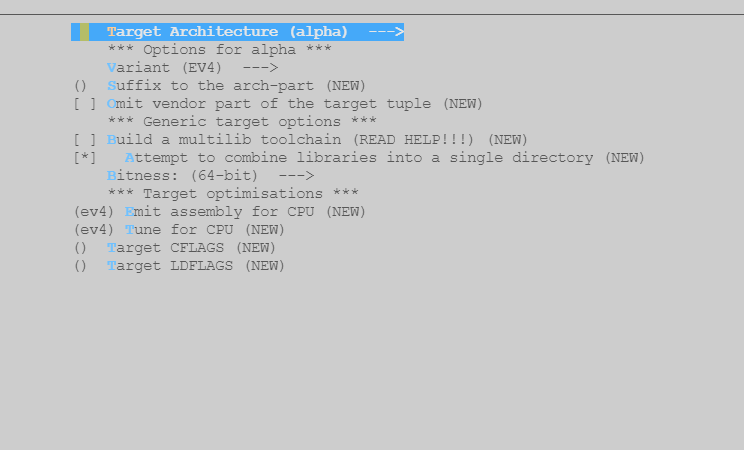 Target Architecture (alpha)  --->
*** Options for alpha ***
Variant (EV4)  --->
()  Suffix to the arch-part (NEW)
[ ] Omit vendor part of the target tuple (NEW)
*** Generic target options ***
[ ] Build a multilib toolchain (READ HELP!!!) (NEW)
[*]   Attempt to combine libraries into a single directory (NEW)
Bitness: (64-bit)  --->
*** Target optimisations ***
(ev4) Emit assembly for CPU (NEW)
(ev4) Tune for CPU (NEW)
()  Target CFLAGS (NEW)
()  Target LDFLAGS (NEW)